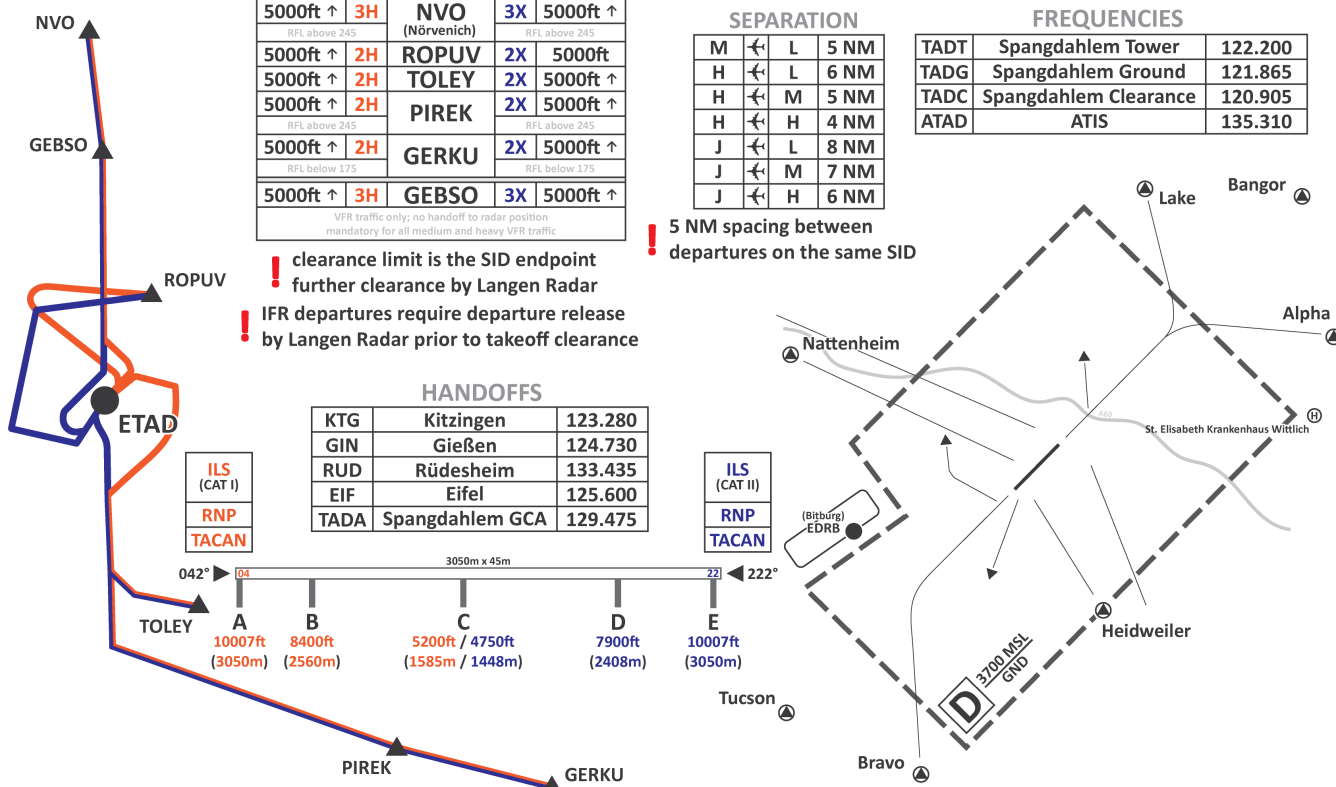 NVO
GEBSO
ROPUV
ETAD
TOLEY
PIREK
GERKU
5000ft ↑ 3H NVO 3X 5000ft ↑
RFL above 245 (Nörvenich) RFL above 245
5000ft ↑ 2H ROPUV 2X 5000ft
5000ft ↑ 2H TOLEY 2X 5000ft ↑
5000ft ↑ 2H PIREK 2X 5000ft ↑
RFL above 245 RFL above 245
5000ft ↑ 2H GERKU 2X 5000ft ↑
RFL below 175 RFL below 175
5000ft ↑ 3H GEBSO 3X 5000ft ↑
VFR traffic only; no handoff to radar position
mandatory for all medium and heavy VFR traffic
! clearance limit is the SID endpoint
further clearance by Langen Radar
! IFR departures require departure release
by Langen Radar prior to takeoff clearance
HANDOFFS
KTG Kitzingen 123.280
GIN Gießen 124.730
RUD Rüdesheim 133.435
EIF Eifel 125.600
TADA Spangdahlem GCA 129.475
ILS
(CAT I)
RNP
TACAN
ILS
(CAT II)
RNP
TACAN
3050m x 45m
042° 04 22 222°
A B C D E
10007ft 8400ft 5200ft / 4750ft 7900ft 10007ft
(3050m) (2560m) (1585m / 1448m) (2408m) (3050m)
SEPARATION
M L 5 NM
H L 6 NM
H M 5 NM
H H 4 NM
J L 8 NM
J M 7 NM
J H 6 NM
! 5 NM spacing between
departures on the same SID
FREQUENCIES
TADT Spangdahlem Tower 122.200
TADG Spangdahlem Ground 121.865
TADC Spangdahlem Clearance 120.905
ATAD ATIS 135.310
Lake
Bangor
Alpha
Nattenheim
A60
H
St. Elisabeth Krankenhaus Wittlich
(Bitburg)
EDRB
Heidweiler
D
3700 MSL
GND
Tucson
Bravo